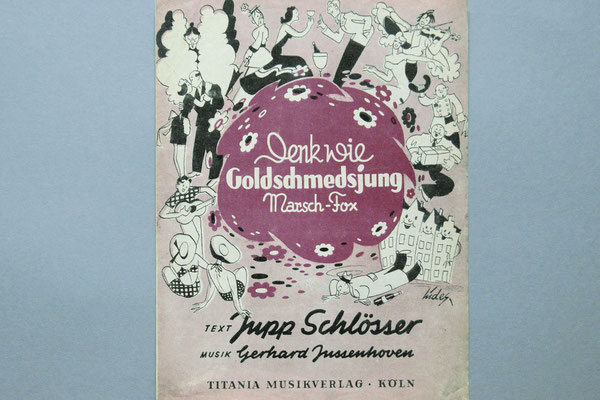 Denk wie
Goldschmedsjung
Marsch-Fox
TEXT Jupp Schlösser
MUSIK Gerhard Jussenhoven
TITANIA MUSIKVERLAG · KÖLN